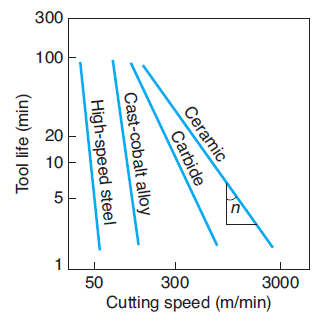 300
100
20
10
5
1
Tool life (min)
High-speed steel
Cast-cobalt alloy
Carbide
Ceramic
n
50
300
3000
Cutting speed (m/min)